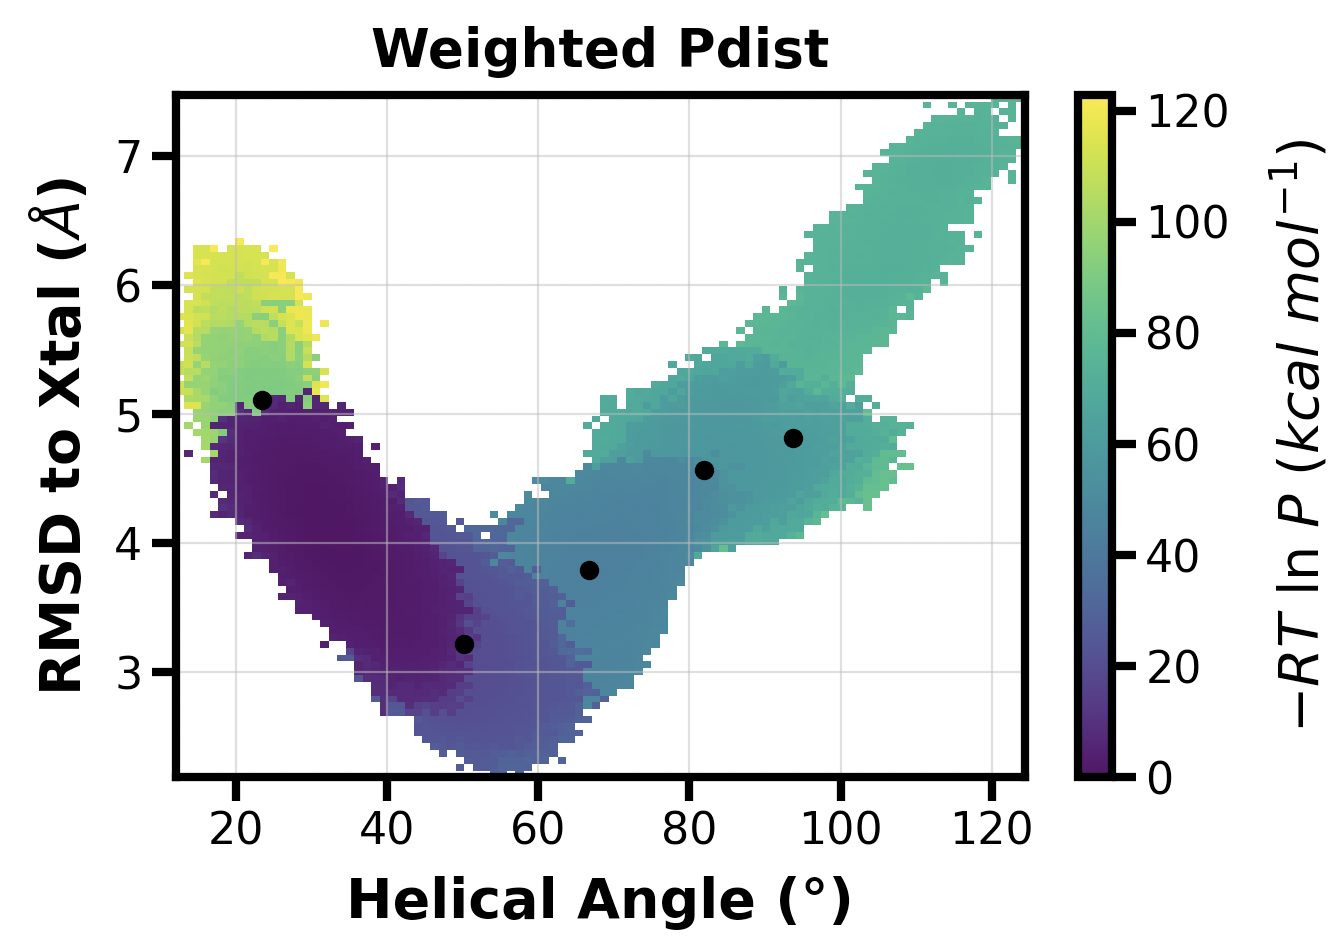 Weighted Pdist
RMSD to Xtal (Å)
7
6
5
4
3
20 40 60 80 100 120
Helical Angle (°)
120
100
80
60
40
20
0
−RT ln P (kcal mol⁻¹)